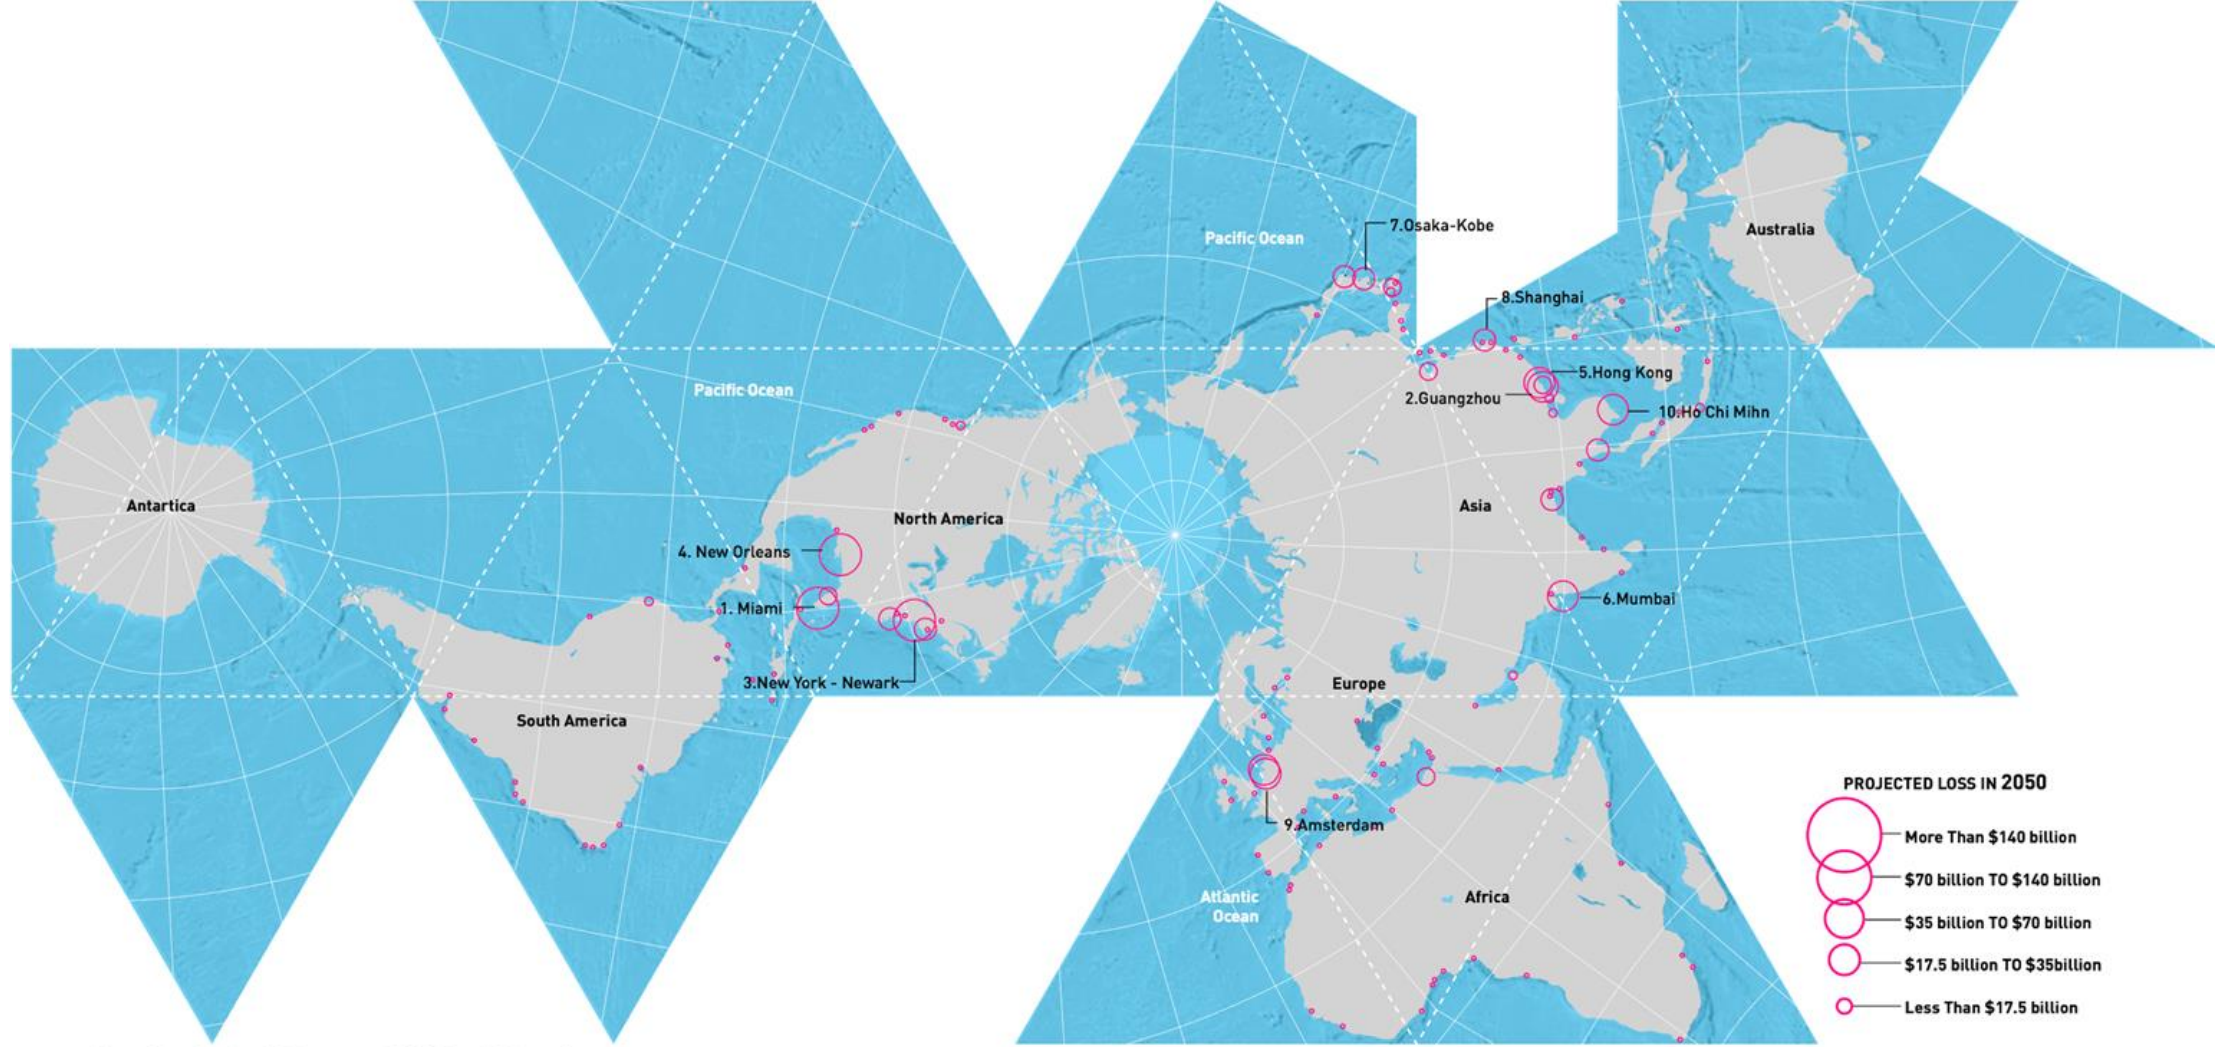 7.Osaka-Kobe
Pacific Ocean
Australia
8.Shanghai
5.Hong Kong
Pacific Ocean
2.Guangzhou
10.Ho Chi Mihn
Antartica
Asia
North America
4. New Orleans
1. Miami
6.Mumbai
3.New York - Newark
Europe
South America
PROJECTED LOSS IN 2050
More Than $140 billion
9.Amsterdam
$70 billion TO $140 billion
Atlantic
Ocean
Africa
$35 billion TO $70 billion
$17.5 billion TO $35billion
Less Than $17.5 billion